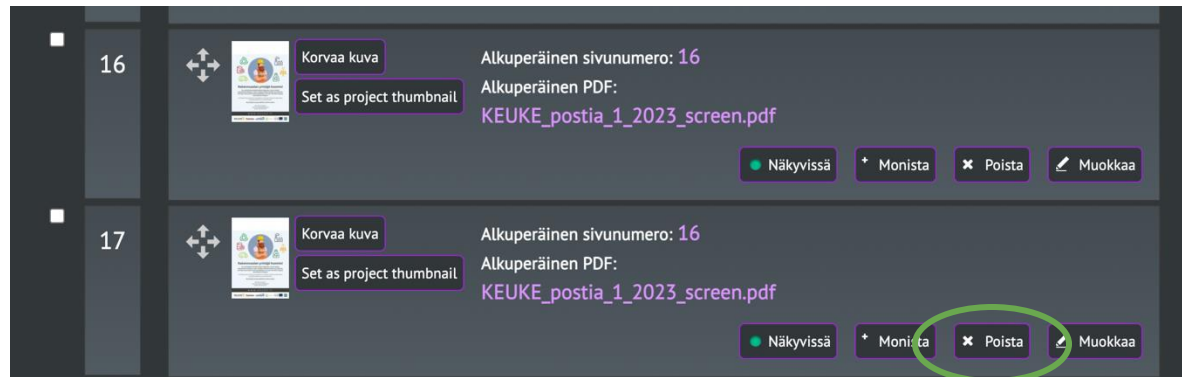 16
Korvaa kuva
Set as project thumbnail
Alkuperäinen sivunumero: 16
Alkuperäinen PDF:
KEUKE_postia_1_2023_screen.pdf
Näkyvissä
Monista
Poista
Muokkaa
17
Korvaa kuva
Set as project thumbnail
Alkuperäinen sivunumero: 16
Alkuperäinen PDF:
KEUKE_postia_1_2023_screen.pdf
Näkyvissä
Monista
Poista
Muokkaa